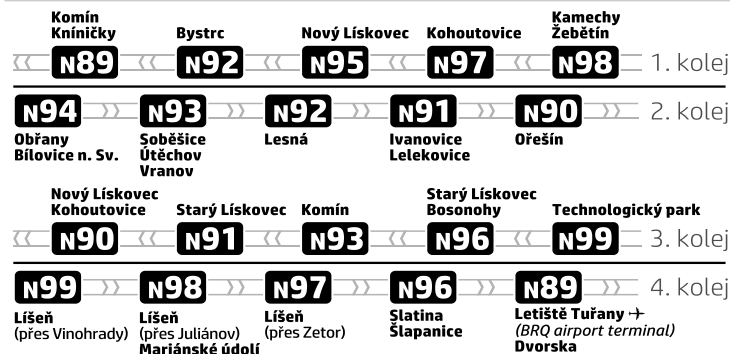 Komín
Kníničky
Bystrc
Nový Lískovec
Kohoutovice
Kamechy
Žebětín
N89 N92 N95 N97 N98 1. kolej
N94 N93 N92 N91 N90 2. kolej
Obřany
Bílovice n. Sv.
Soběšice
Útěchov
Vranov
Lesná
Ivanovice
Lelekovice
Ořešín
Nový Lískovec
Kohoutovice
Starý Lískovec
Komín
Starý Lískovec
Bosonohy
Technologický park
N90 N91 N93 N96 N99 3. kolej
N99 N98 N97 N96 N89 4. kolej
Líšeň
(přes Vinohrady)
Líšeň
(přes Juliánov)
Mariánské údolí
Líšeň
(přes Zetor)
Slatina
Šlapanice
Letiště Tuřany
(BRQ airport terminal)
Dvorska